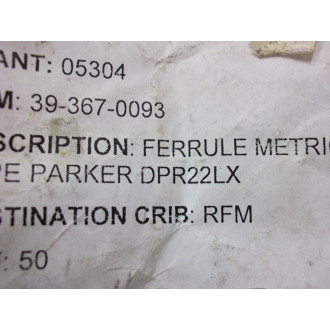 ANT: 05304
M: 39-367-0093
SCRIPTION: FERRULE METRIC
PE PARKER DPR22LX
STINATION CRIB: RFM
: 50